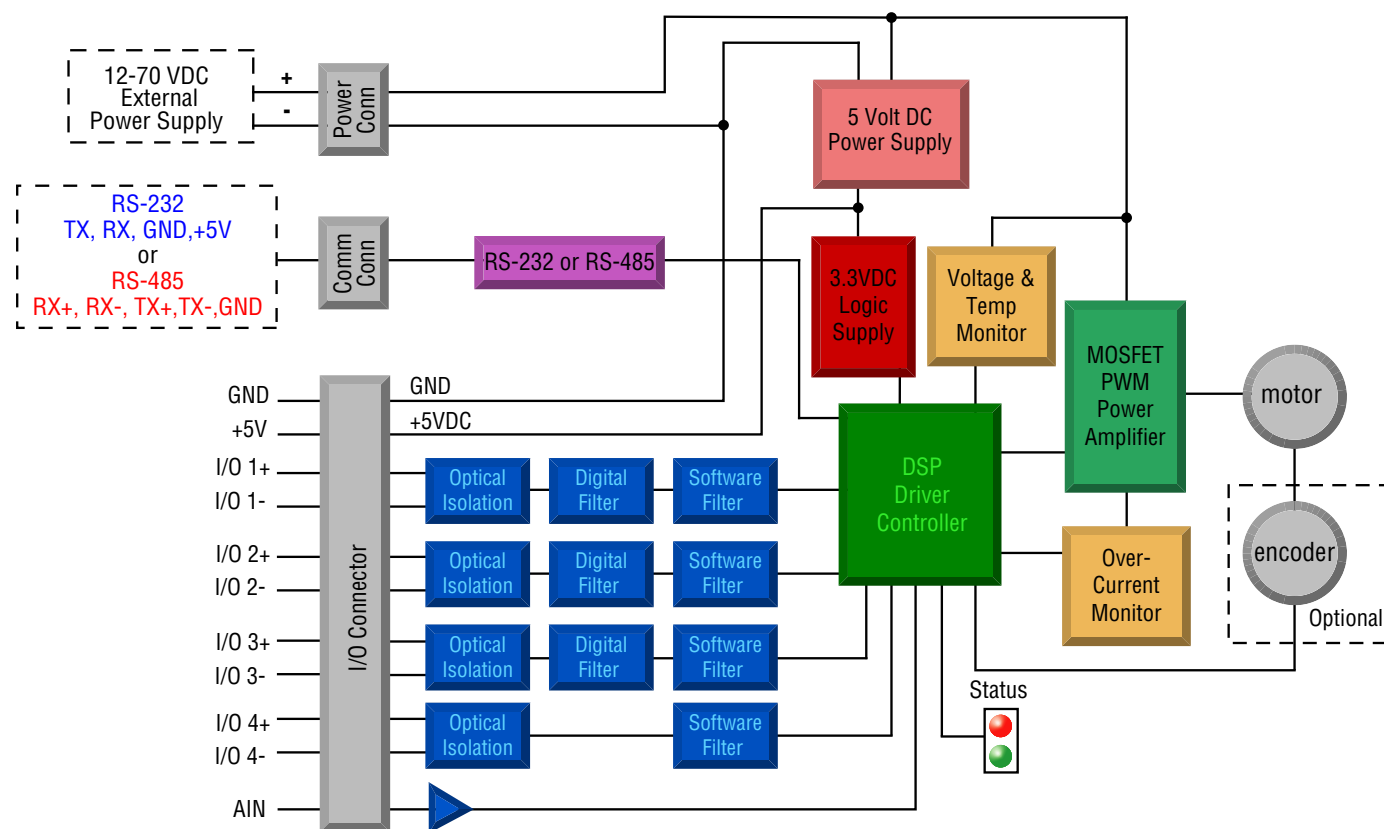 12-70 VDC
External
Power Supply
+
-
Power
Conn
5 Volt DC
Power Supply
RS-232
TX, RX, GND,+5V
or
RS-485
RX+, RX-, TX+,TX-,GND
Comm
Conn
RS-232 or RS-485
3.3VDC
Logic
Supply
Voltage &
Temp
Monitor
MOSFET
PWM
Power
Amplifier
motor
GND
+5V
I/O 1+
I/O 1-
I/O 2+
I/O 2-
I/O 3+
I/O 3-
I/O 4+
I/O 4-
AIN
I/O Connector
GND
+5VDC
Optical
Isolation
Digital
Filter
Software
Filter
Optical
Isolation
Digital
Filter
Software
Filter
Optical
Isolation
Digital
Filter
Software
Filter
Optical
Isolation
Software
Filter
DSP
Driver
Controller
Over-
Current
Monitor
encoder
Optional
Status